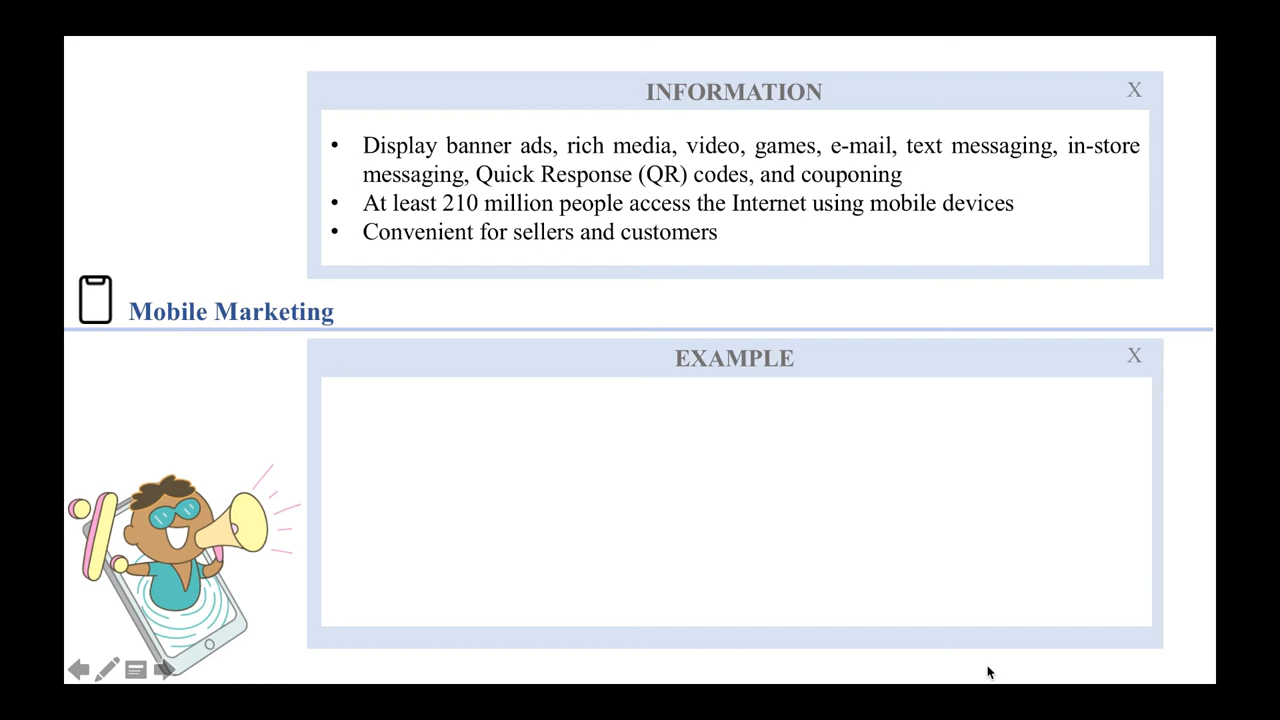 INFORMATION
X
• Display banner ads, rich media, video, games, e-mail, text messaging, in-store
messaging, Quick Response (QR) codes, and couponing
• At least 210 million people access the Internet using mobile devices
• Convenient for sellers and customers
Mobile Marketing
EXAMPLE
X